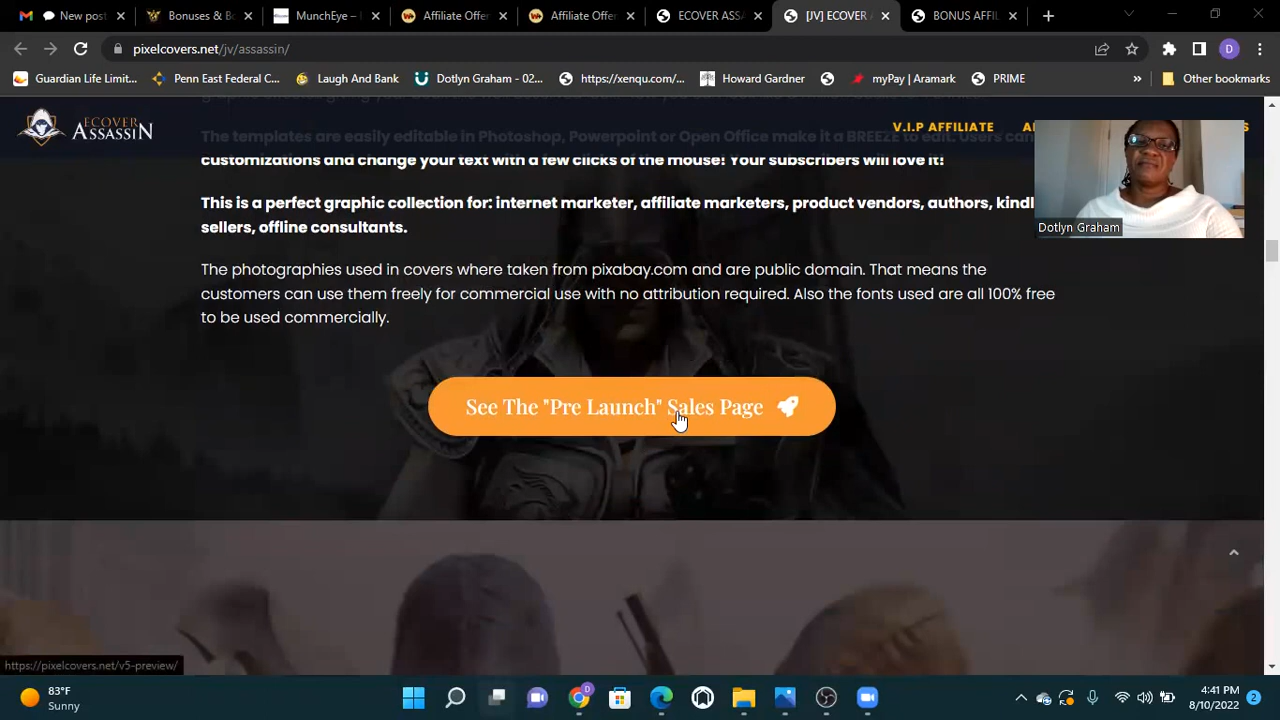 New post
Bonuses & Bo
MunchEye –
Affiliate Offer
Affiliate Offer
ECOVER ASSA
[JV] ECOVER
BONUS AFFIL
pixelcovers.net/jv/assassin/
D
Guardian Life Limit...
Penn East Federal C...
Laugh And Bank
Dotlyn Graham - 02...
https://xenqu.com/...
Howard Gardner
myPay | Aramark
PRIME
»
Other bookmarks
ECOVER
ASSASSIN
V.I.P AFFILIATE
The templates are easily editable in Photoshop, Powerpoint or Open Office make it a BREEZE to edit. Users can
customizations and change your text with a few clicks of the mouse! Your subscribers will love it!
This is a perfect graphic collection for: internet marketer, affiliate marketers, product vendors, authors, kindl
sellers, offline consultants.
Dotlyn Graham
The photographies used in covers where taken from pixabay.com and are public domain. That means the
customers can use them freely for commercial use with no attribution required. Also the fonts used are all 100% free
to be used commercially.
See The "Pre Launch" Sales Page
https://pixelcovers.net/v5-preview/
83°F
Sunny
4:41 PM
8/10/2022
2